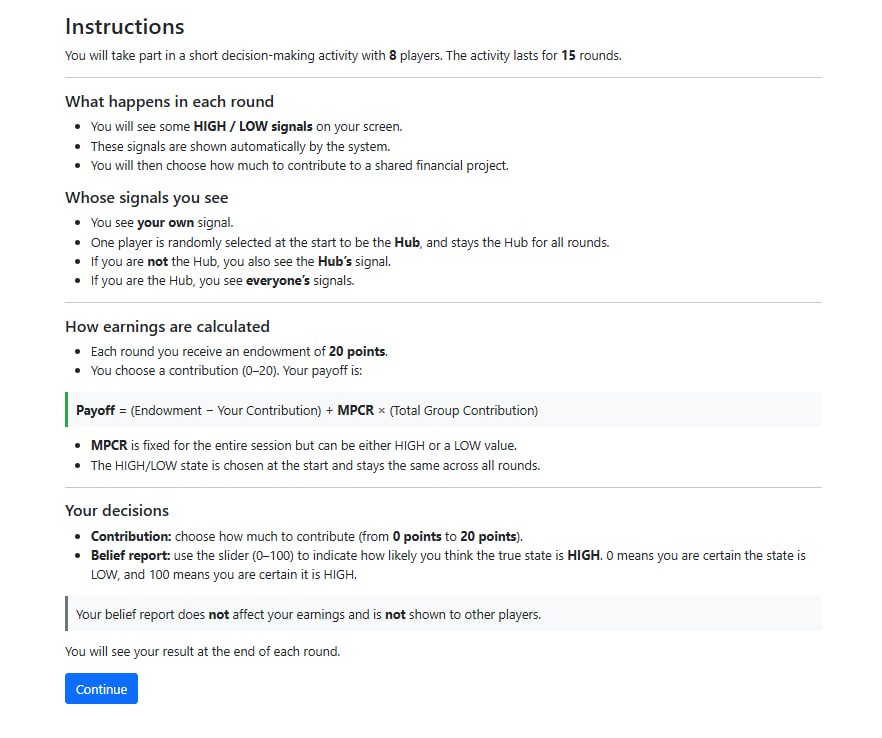 Instructions
You will take part in a short decision-making activity with 8 players. The activity lasts for 15 rounds.
What happens in each round
• You will see some HIGH / LOW signals on your screen.
• These signals are shown automatically by the system.
• You will then choose how much to contribute to a shared financial project.
Whose signals you see
• You see your own signal.
• One player is randomly selected at the start to be the Hub, and stays the Hub for all rounds.
• If you are not the Hub, you also see the Hub's signal.
• If you are the Hub, you see everyone's signals.
How earnings are calculated
• Each round you receive an endowment of 20 points.
• You choose a contribution (0–20). Your payoff is:
Payoff = (Endowment − Your Contribution) + MPCR × (Total Group Contribution)
• MPCR is fixed for the entire session but can be either HIGH or a LOW value.
• The HIGH/LOW state is chosen at the start and stays the same across all rounds.
Your decisions
• Contribution: choose how much to contribute (from 0 points to 20 points).
• Belief report: use the slider (0–100) to indicate how likely you think the true state is HIGH. 0 means you are certain the state is
LOW, and 100 means you are certain it is HIGH.
Your belief report does not affect your earnings and is not shown to other players.
You will see your result at the end of each round.
Continue